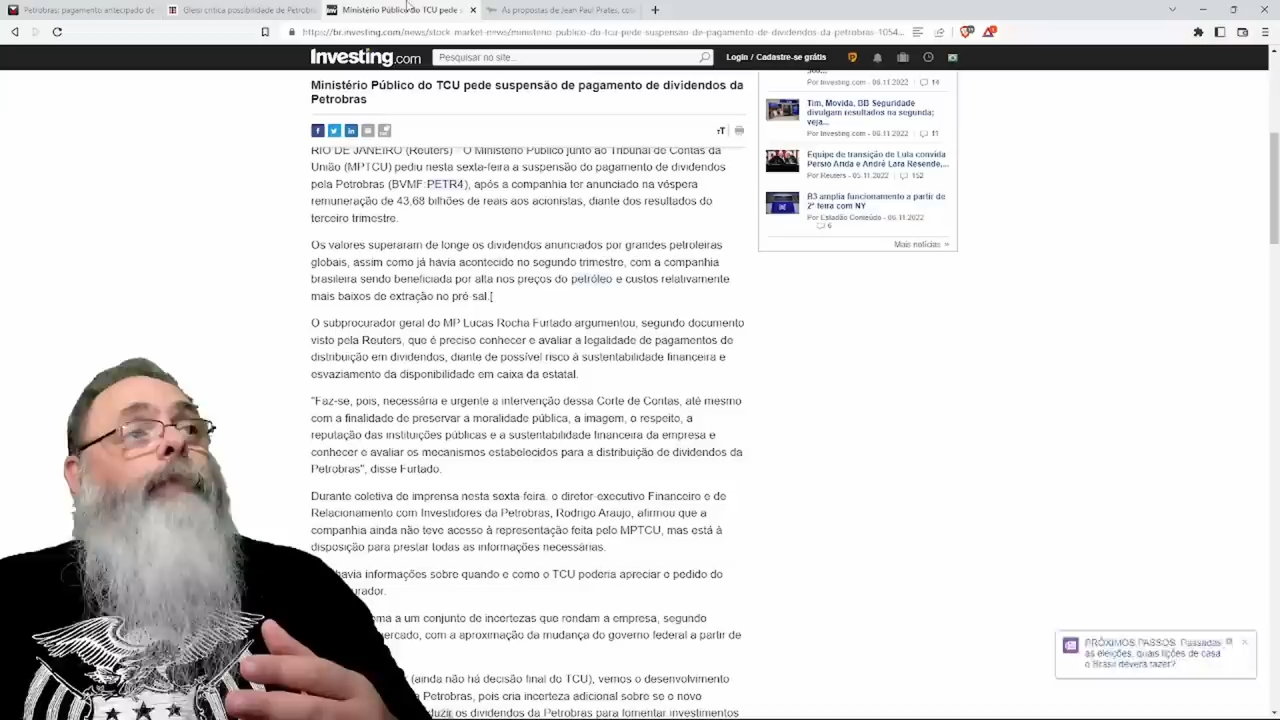 Petrobras: pagamento antecipado de
Gleisi critica possibilidade de Petrobr
Ministério Público do TCU pede s
As propostas de Jean Paul Prates, cot
https://br.investing.com/news/stock-market-news/ministerio-publico-do-tcu-pede-suspensao-de-pagamento-de-dividendos-da-petrobras-1054...
Investing.com
Pesquisar no site...
Login / Cadastre-se grátis
Ministério Público do TCU pede suspensão de pagamento de dividendos da
Petrobras
RIO DE JANEIRO (Reuters) - O Ministério Público junto ao Tribunal de Contas da
União (MPTCU) pediu nesta sexta-feira a suspensão do pagamento de dividendos
pela Petrobras (BVMF:PETR4), após a companhia ter anunciado na véspera
remuneração de 43,68 bilhões de reais aos acionistas, diante dos resultados do
terceiro trimestre.
Os valores superaram de longe os dividendos anunciados por grandes petroleiras
globais, assim como já havia acontecido no segundo trimestre, com a companhia
brasileira sendo beneficiada por alta nos preços do petróleo e custos relativamente
mais baixos de extração no pré-sal.[
O subprocurador geral do MP Lucas Rocha Furtado argumentou, segundo documento
visto pela Reuters, que é preciso conhecer e avaliar a legalidade de pagamentos de
distribuição em dividendos, diante de possível risco à sustentabilidade financeira e
esvaziamento da disponibilidade em caixa da estatal.
"Faz-se, pois, necessária e urgente a intervenção dessa Corte de Contas, até mesmo
com a finalidade de preservar a moralidade pública, a imagem, o respeito, a
reputação das instituições públicas e a sustentabilidade financeira da empresa e
conhecer e avaliar os mecanismos estabelecidos para a distribuição de dividendos da
Petrobras", disse Furtado.
Durante coletiva de imprensa nesta sexta-feira, o diretor-executivo Financeiro e de
Relacionamento com Investidores da Petrobras, Rodrigo Araujo, afirmou que a
companhia ainda não teve acesso à representação feita pelo MPTCU, mas está à
disposição para prestar todas as informações necessárias.
havia informações sobre quando e como o TCU poderia apreciar o pedido do
urador.
oma a um conjunto de incertezas que rondam a empresa, segundo
ercado, com a aproximação da mudança do governo federal a partir de
(ainda não há decisão final do TCU), vemos o desenvolvimento
a Petrobras, pois cria incerteza adicional sobre se o novo
duzir os dividendos da Petrobras para fomentar investimentos
Por Investing.com - 06.11.2022 14
Tim, Movida, BB Seguridade
divulgam resultados na segunda;
veja...
Por Investing.com - 06.11.2022 11
Equipe de transição de Lula convida
Pérsio Arida e André Lara Resende,...
Por Reuters - 05.11.2022 152
B3 amplia funcionamento a partir de
2ª feira com NY
Por Estadão Conteúdo - 06.11.2022
6
Mais notícias »
PRÓXIMOS PASSOS: Passadas
as eleições, quais lições de casa
o Brasil deverá fazer?